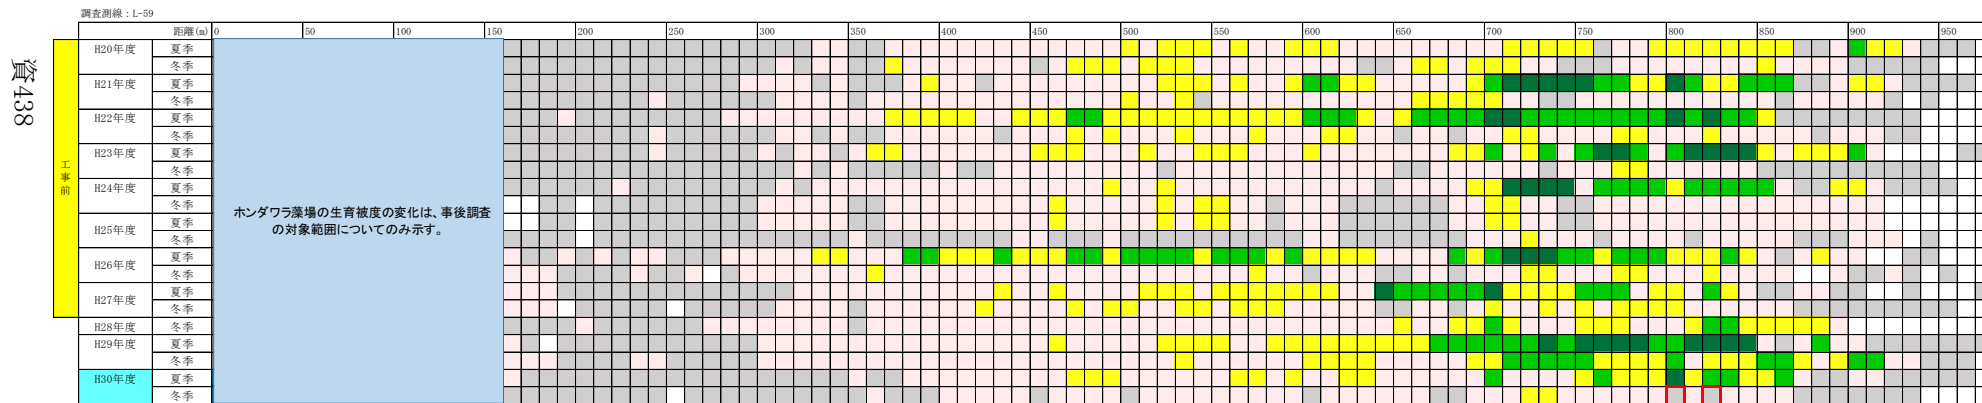 調査測線：L-59
距離(m) 0 50 100 150 200 250 300 350 400 450 500 550 600 650 700 750 800 850 900 950
資438
工事前
H20年度 夏季
冬季
H21年度 夏季
冬季
H22年度 夏季
冬季
H23年度 夏季
冬季
H24年度 夏季
冬季
H25年度 夏季
冬季
H26年度 夏季
冬季
H27年度 夏季
冬季
H28年度 冬季
H29年度 夏季
冬季
H30年度 夏季
冬季
ホンダワラ藻場の生育被度の変化は、事後調査
の対象範囲についてのみ示す。